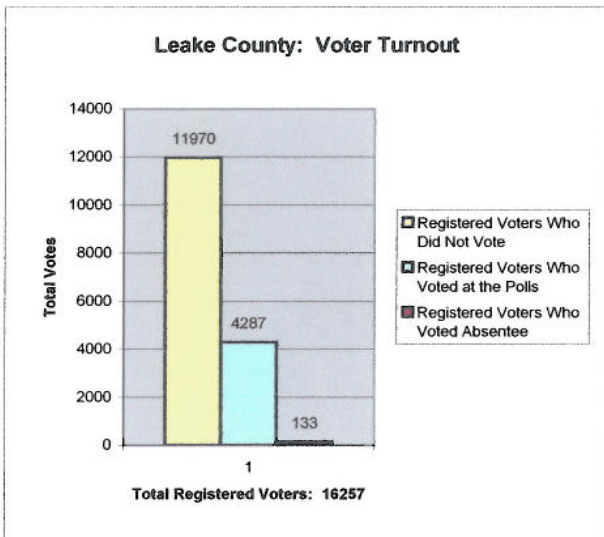 Leake County: Voter Turnout
14000
12000
10000
8000
6000
4000
2000
0
Total Votes
11970
4287
133
1
Total Registered Voters: 16257
Registered Voters Who
Did Not Vote
Registered Voters Who
Voted at the Polls
Registered Voters Who
Voted Absentee